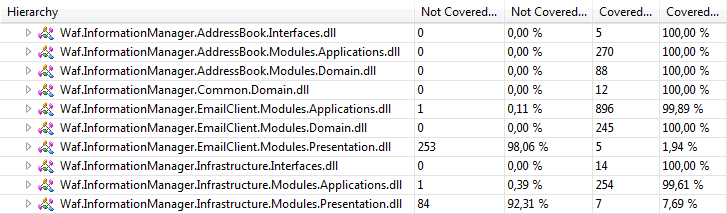 Hierarchy Not Covered... Not Covered... Covered... Covered...
Waf.InformationManager.AddressBook.Interfaces.dll 0 0,00 % 5 100,00 %
Waf.InformationManager.AddressBook.Modules.Applications.dll 0 0,00 % 270 100,00 %
Waf.InformationManager.AddressBook.Modules.Domain.dll 0 0,00 % 88 100,00 %
Waf.InformationManager.Common.Domain.dll 0 0,00 % 12 100,00 %
Waf.InformationManager.EmailClient.Modules.Applications.dll 1 0,11 % 896 99,89 %
Waf.InformationManager.EmailClient.Modules.Domain.dll 0 0,00 % 245 100,00 %
Waf.InformationManager.EmailClient.Modules.Presentation.dll 253 98,06 % 5 1,94 %
Waf.InformationManager.Infrastructure.Interfaces.dll 0 0,00 % 14 100,00 %
Waf.InformationManager.Infrastructure.Modules.Applications.dll 1 0,39 % 254 99,61 %
Waf.InformationManager.Infrastructure.Modules.Presentation.dll 84 92,31 % 7 7,69 %